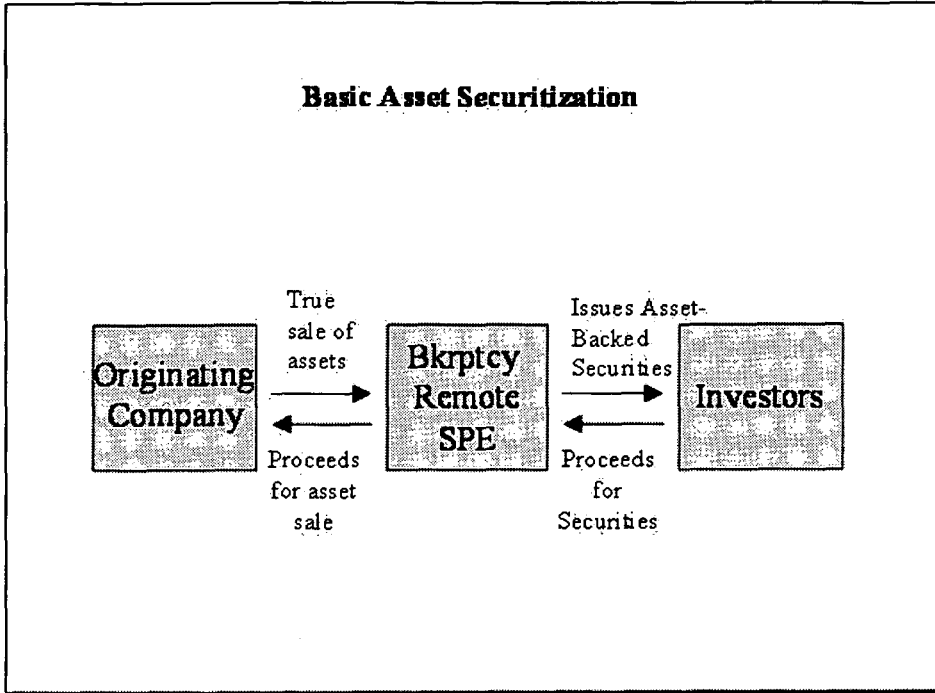 Basic Asset Securitization
True
sale of
assets
Issues Asset-
Backed
Securities
Originating
Company
Bkrptcy
Remote
SPE
Investors
Proceeds
for asset
sale
Proceeds
for
Securities